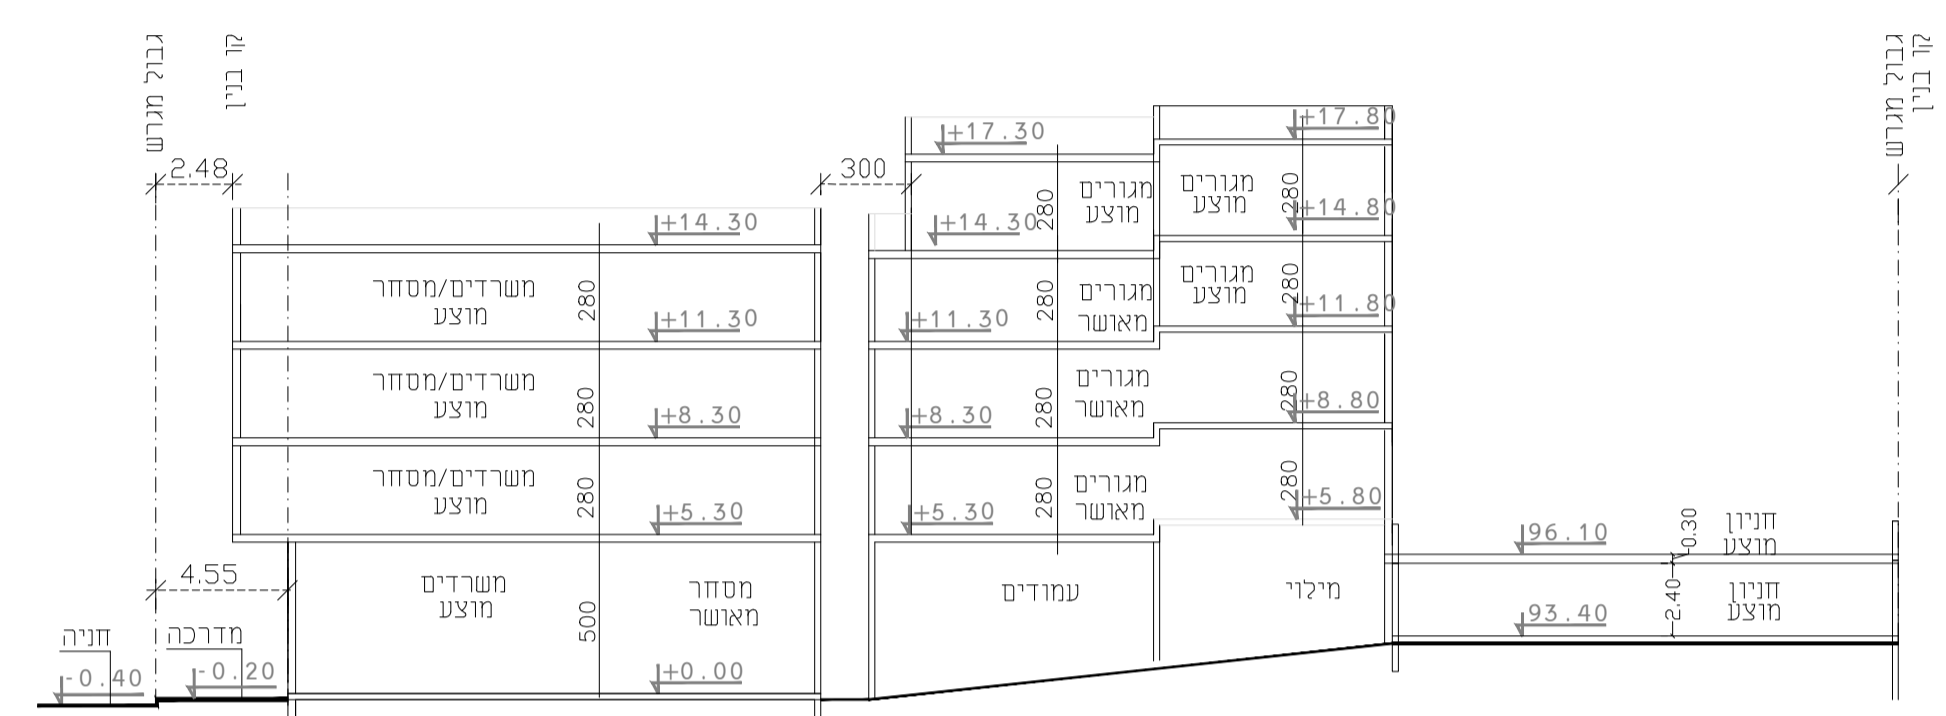 גבול מגרש
קו בנין
גבול מגרש
קו בנין
2.48
300
+17.30
+17.80
+14.30
+14.30
+14.80
280
280
מגורים
מוצע
מגורים
מוצע
משרדים/מסחר
מוצע
280
+11.30
+11.30
280
מגורים
מאושר
מגורים
מוצע
280
+11.80
משרדים/מסחר
מוצע
280
+8.30
+8.30
280
מגורים
מאושר
280
+8.80
משרדים/מסחר
מוצע
280
+5.30
+5.30
280
מגורים
מאושר
280
+5.80
4.55
משרדים
מוצע
500
מסחר
מאושר
+0.00
עמודים
מילוי
96.10
0.30
חניון
מוצע
93.40
2.40
חניון
מוצע
חניה
-0.40
מדרכה
-0.20